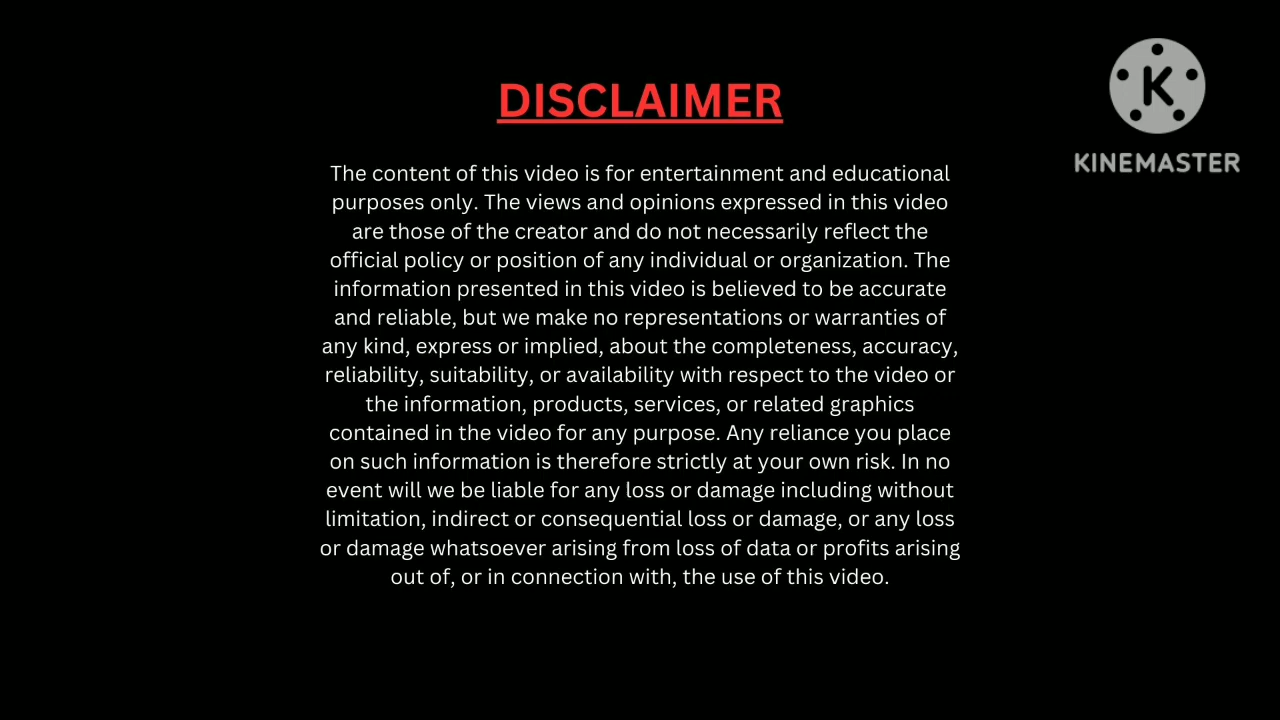 DISCLAIMER
K
KINEMASTER
The content of this video is for entertainment and educational
purposes only. The views and opinions expressed in this video
are those of the creator and do not necessarily reflect the
official policy or position of any individual or organization. The
information presented in this video is believed to be accurate
and reliable, but we make no representations or warranties of
any kind, express or implied, about the completeness, accuracy,
reliability, suitability, or availability with respect to the video or
the information, products, services, or related graphics
contained in the video for any purpose. Any reliance you place
on such information is therefore strictly at your own risk. In no
event will we be liable for any loss or damage including without
limitation, indirect or consequential loss or damage, or any loss
or damage whatsoever arising from loss of data or profits arising
out of, or in connection with, the use of this video.